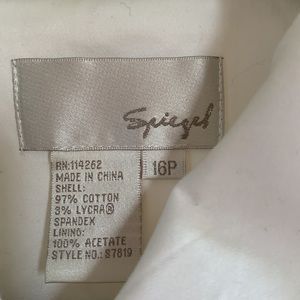 Spiegel
RN:114262
MADE IN CHINA
SHELL:
97% COTTON
3% LYCRA®
SPANDEX
LINING:
100% ACETATE
STYLE NO.: S7819
16P